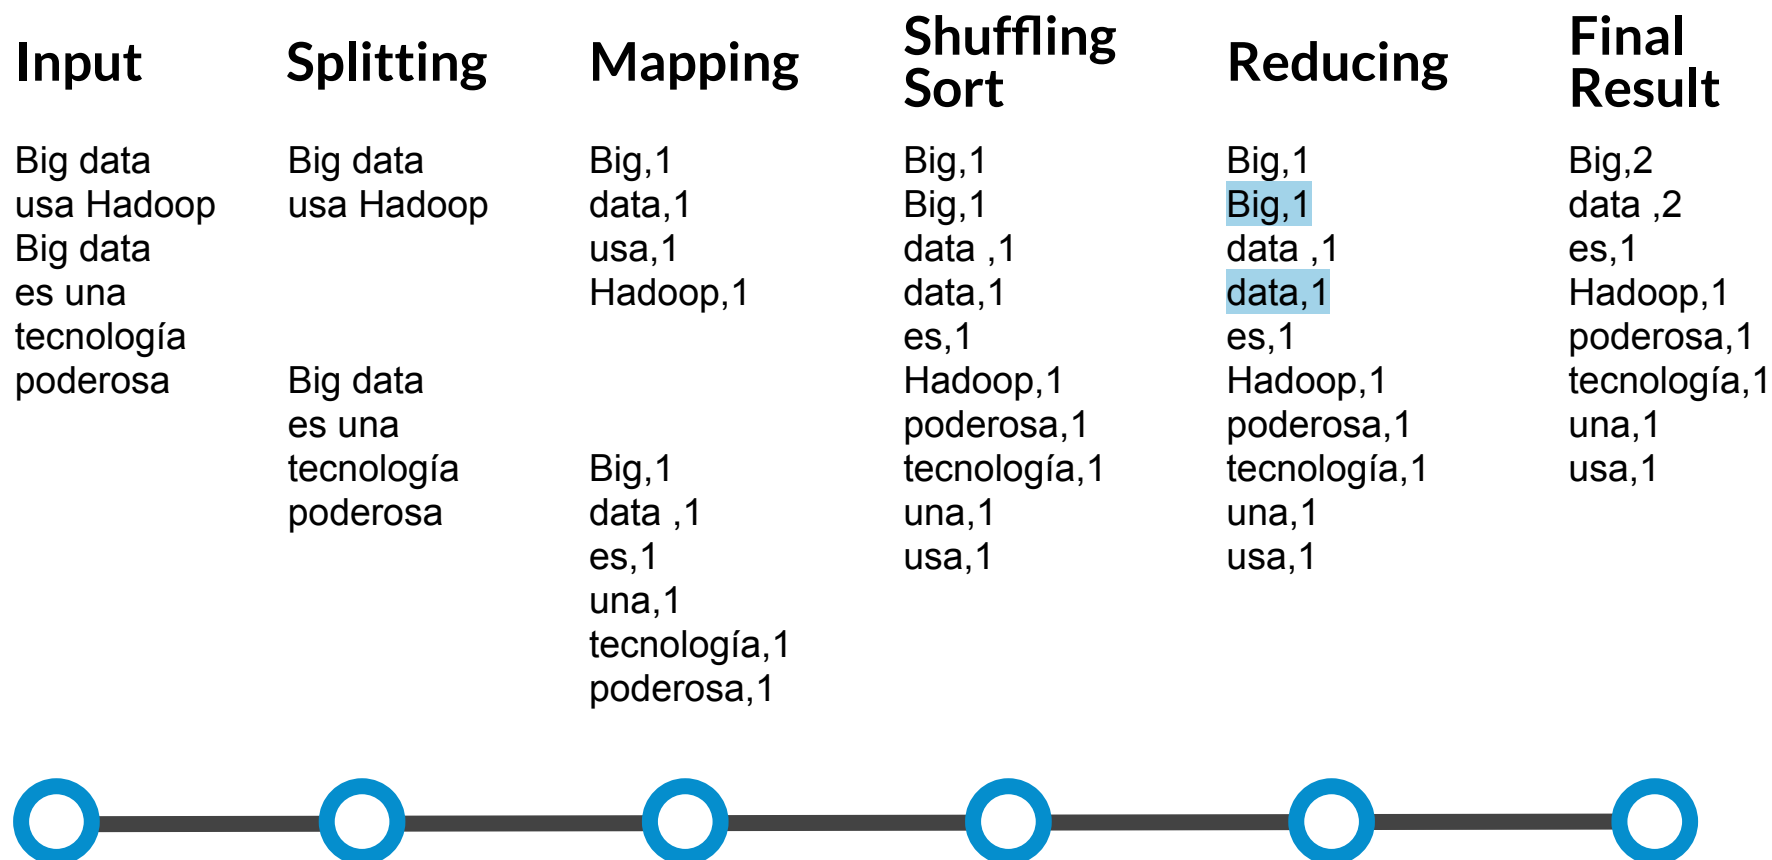 Input
Big data
usa Hadoop
Big data
es una
tecnología
poderosa
Splitting
Big data
usa Hadoop
Big data
es una
tecnología
poderosa
Mapping
Big,1
data,1
usa,1
Hadoop,1
Big,1
data ,1
es,1
una,1
tecnología,1
poderosa,1
Shuffling
Sort
Big,1
Big,1
data ,1
data,1
es,1
Hadoop,1
poderosa,1
tecnología,1
una,1
usa,1
Reducing
Big,1
Big,1
data ,1
data,1
es,1
Hadoop,1
poderosa,1
tecnología,1
una,1
usa,1
Final
Result
Big,2
data ,2
es,1
Hadoop,1
poderosa,1
tecnología,1
una,1
usa,1